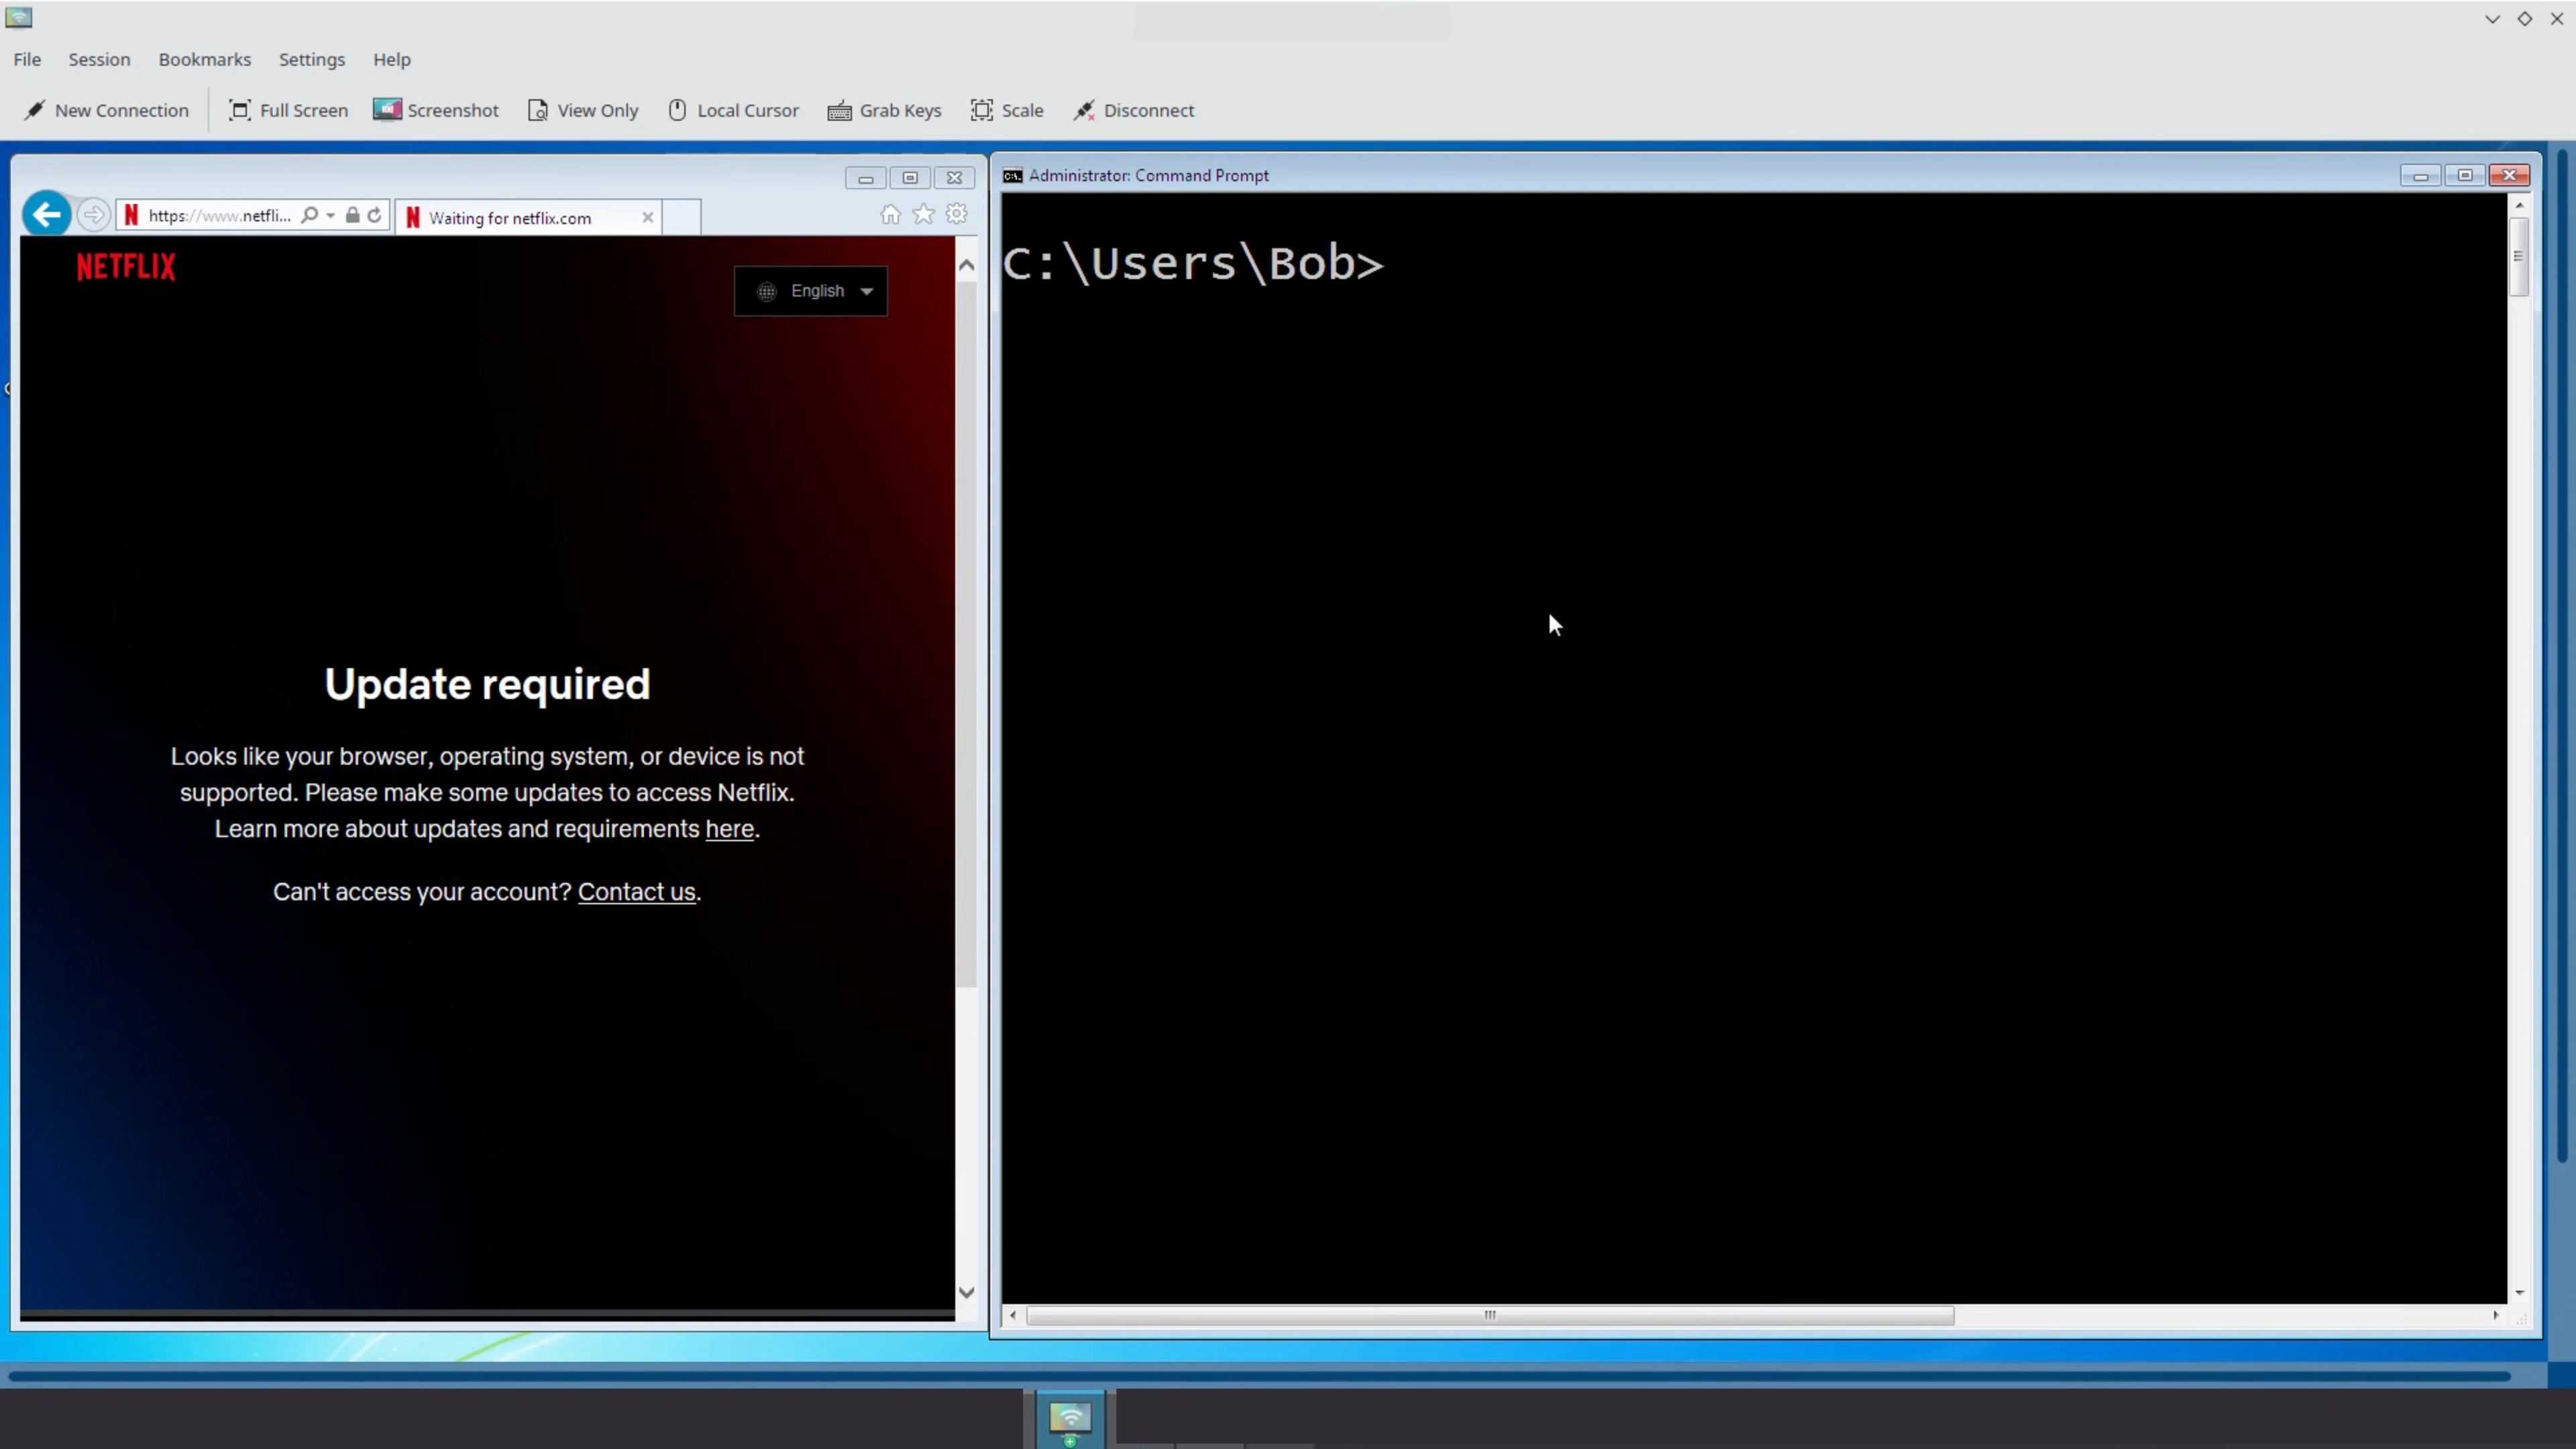 File Session Bookmarks Settings Help
New Connection Full Screen Screenshot View Only Local Cursor Grab Keys Scale Disconnect
https://www.netfli... Waiting for netflix.com
NETFLIX
English
Update required
Looks like your browser, operating system, or device is not
supported. Please make some updates to access Netflix.
Learn more about updates and requirements here.
Can't access your account? Contact us.
Administrator: Command Prompt
C:\Users\Bob>